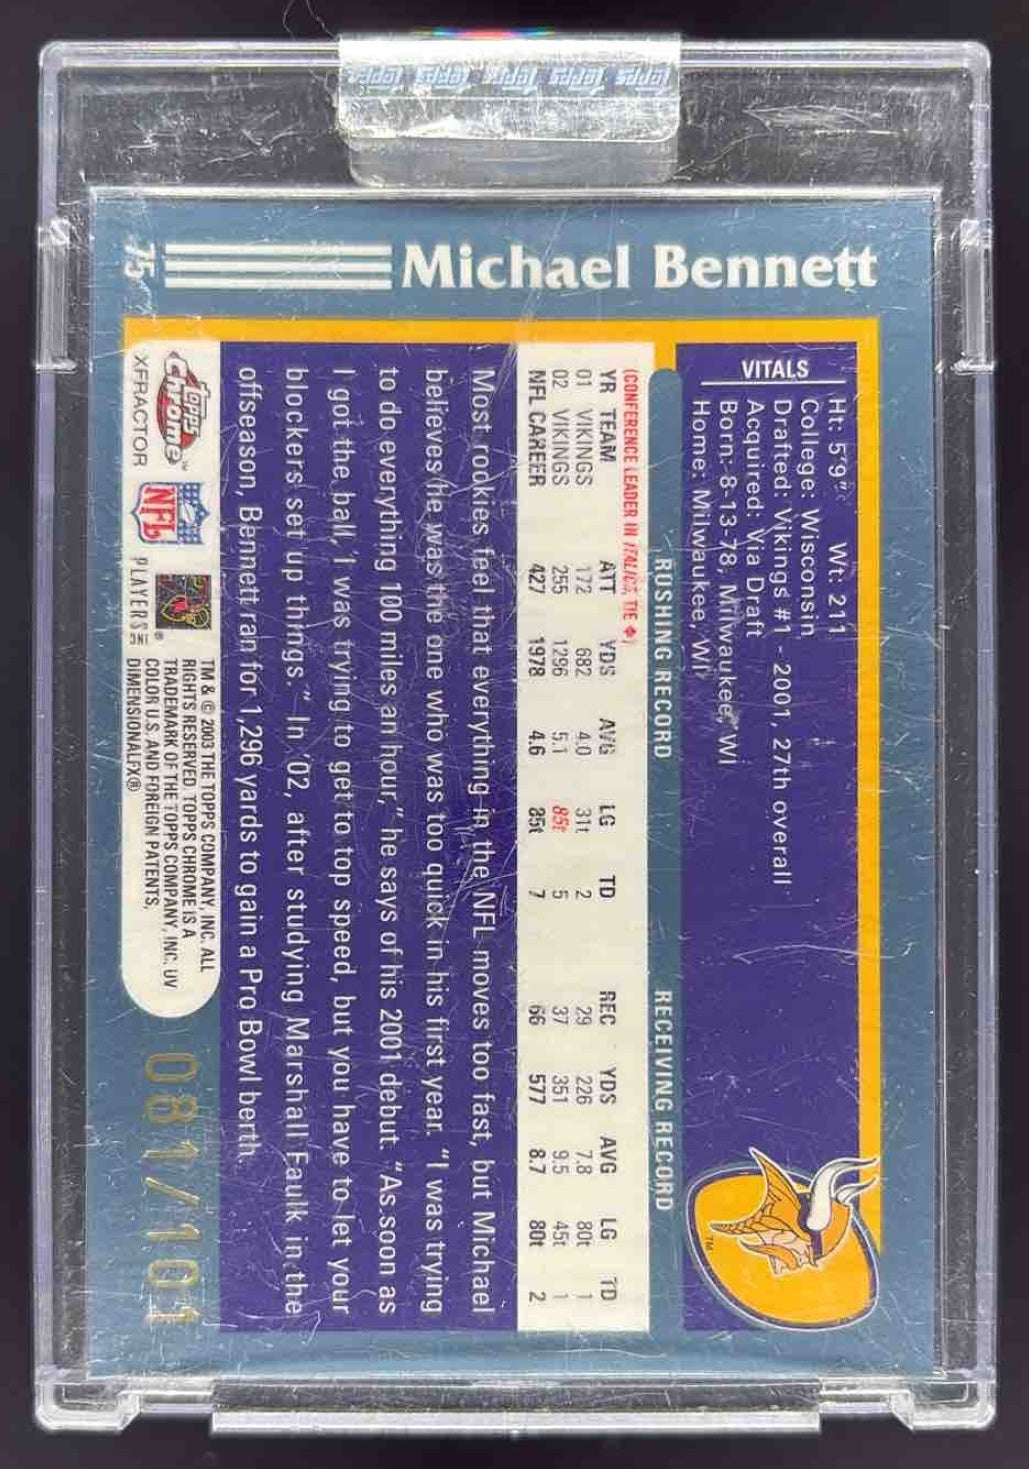 Topps Topps Topps Topps Topps
75
Michael Bennett
VITALS
Ht: 5'9" Wt: 211
College: Wisconsin
Drafted: Vikings #1 - 2001, 27th overall
Acquired: Via Draft
Born: 8-13-78, Milwaukee, WI
Home: Milwaukee, WI
RUSHING RECORD RECEIVING RECORD
(CONFERENCE LEADER IN ITALICS, TIE ♦)
YR TEAM ATT YDS AVG LG TD REC YDS AVG LG TD
01 VIKINGS 172 682 4.0 31t 2 29 226 7.8 80t 1
02 VIKINGS 255 1296 5.1 85t 5 37 351 9.5 45t 1
NFL CAREER 427 1978 4.6 85t 7 66 577 8.7 80t 2
Most rookies feel that everything in the NFL moves too fast, but Michael
believes he was the one who was too quick in his first year. “I was trying
to do everything 100 miles an hour,” he says of his 2001 debut. “As soon as
I got the ball, I was trying to get to top speed, but you have to let your
blockers set up things.” In ’02, after studying Marshall Faulk in the
offseason, Bennett ran for 1,296 yards to gain a Pro Bowl berth.
Topps
Chrome™
XFRACTOR
NFL
PLAYERS INC ®
TM & © 2003 THE TOPPS COMPANY, INC. ALL
RIGHTS RESERVED. TOPPS CHROME IS A
TRADEMARK OF THE TOPPS COMPANY, INC. UV
COLOR U.S. AND FOREIGN PATENTS,
DIMENSIONALFX®
081/101
TM